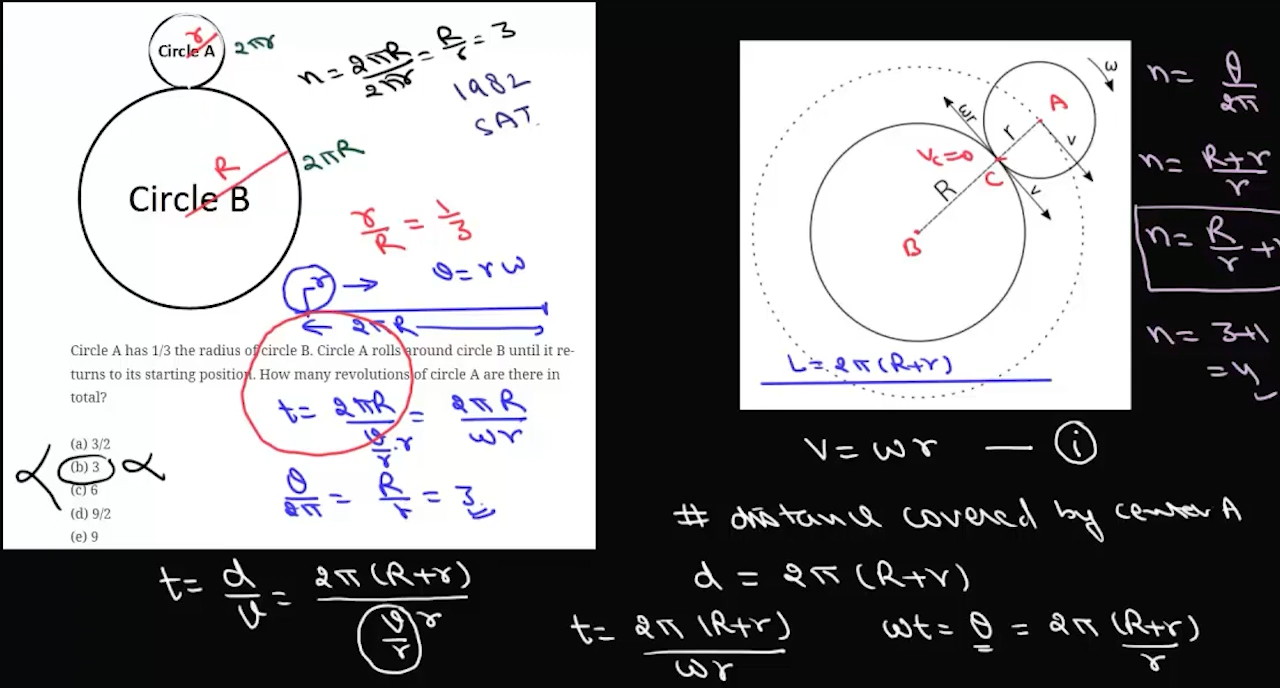 Circle A
r
2πr
n = 2πR/2πr = R/r = 3
1982
SAT.
Circle B
R
2πR
r/R = 1/3
r
v = rω
2πR
Circle A has 1/3 the radius of circle B. Circle A rolls around circle B until it re-
turns to its starting position. How many revolutions of circle A are there in
total?
t = 2πR/(v/r · r) = 2πR/ωr
(a) 3/2
(b) 3
(c) 6
(d) 9/2
(e) 9
θ/2π = R/r = 3
t = d/v = 2π(R+r)/(v/r) r
ω
A
ωr
r
v
Vc=0
C
v
R
B
L = 2π(R+r)
n = θ/2π
n = R+r/r
n = R/r +
n = 3+1
= 4
v = ωr — (i)
# distance covered by center A
d = 2π(R+r)
t = 2π(R+r)/ωr
ωt = θ = 2π(R+r)/r